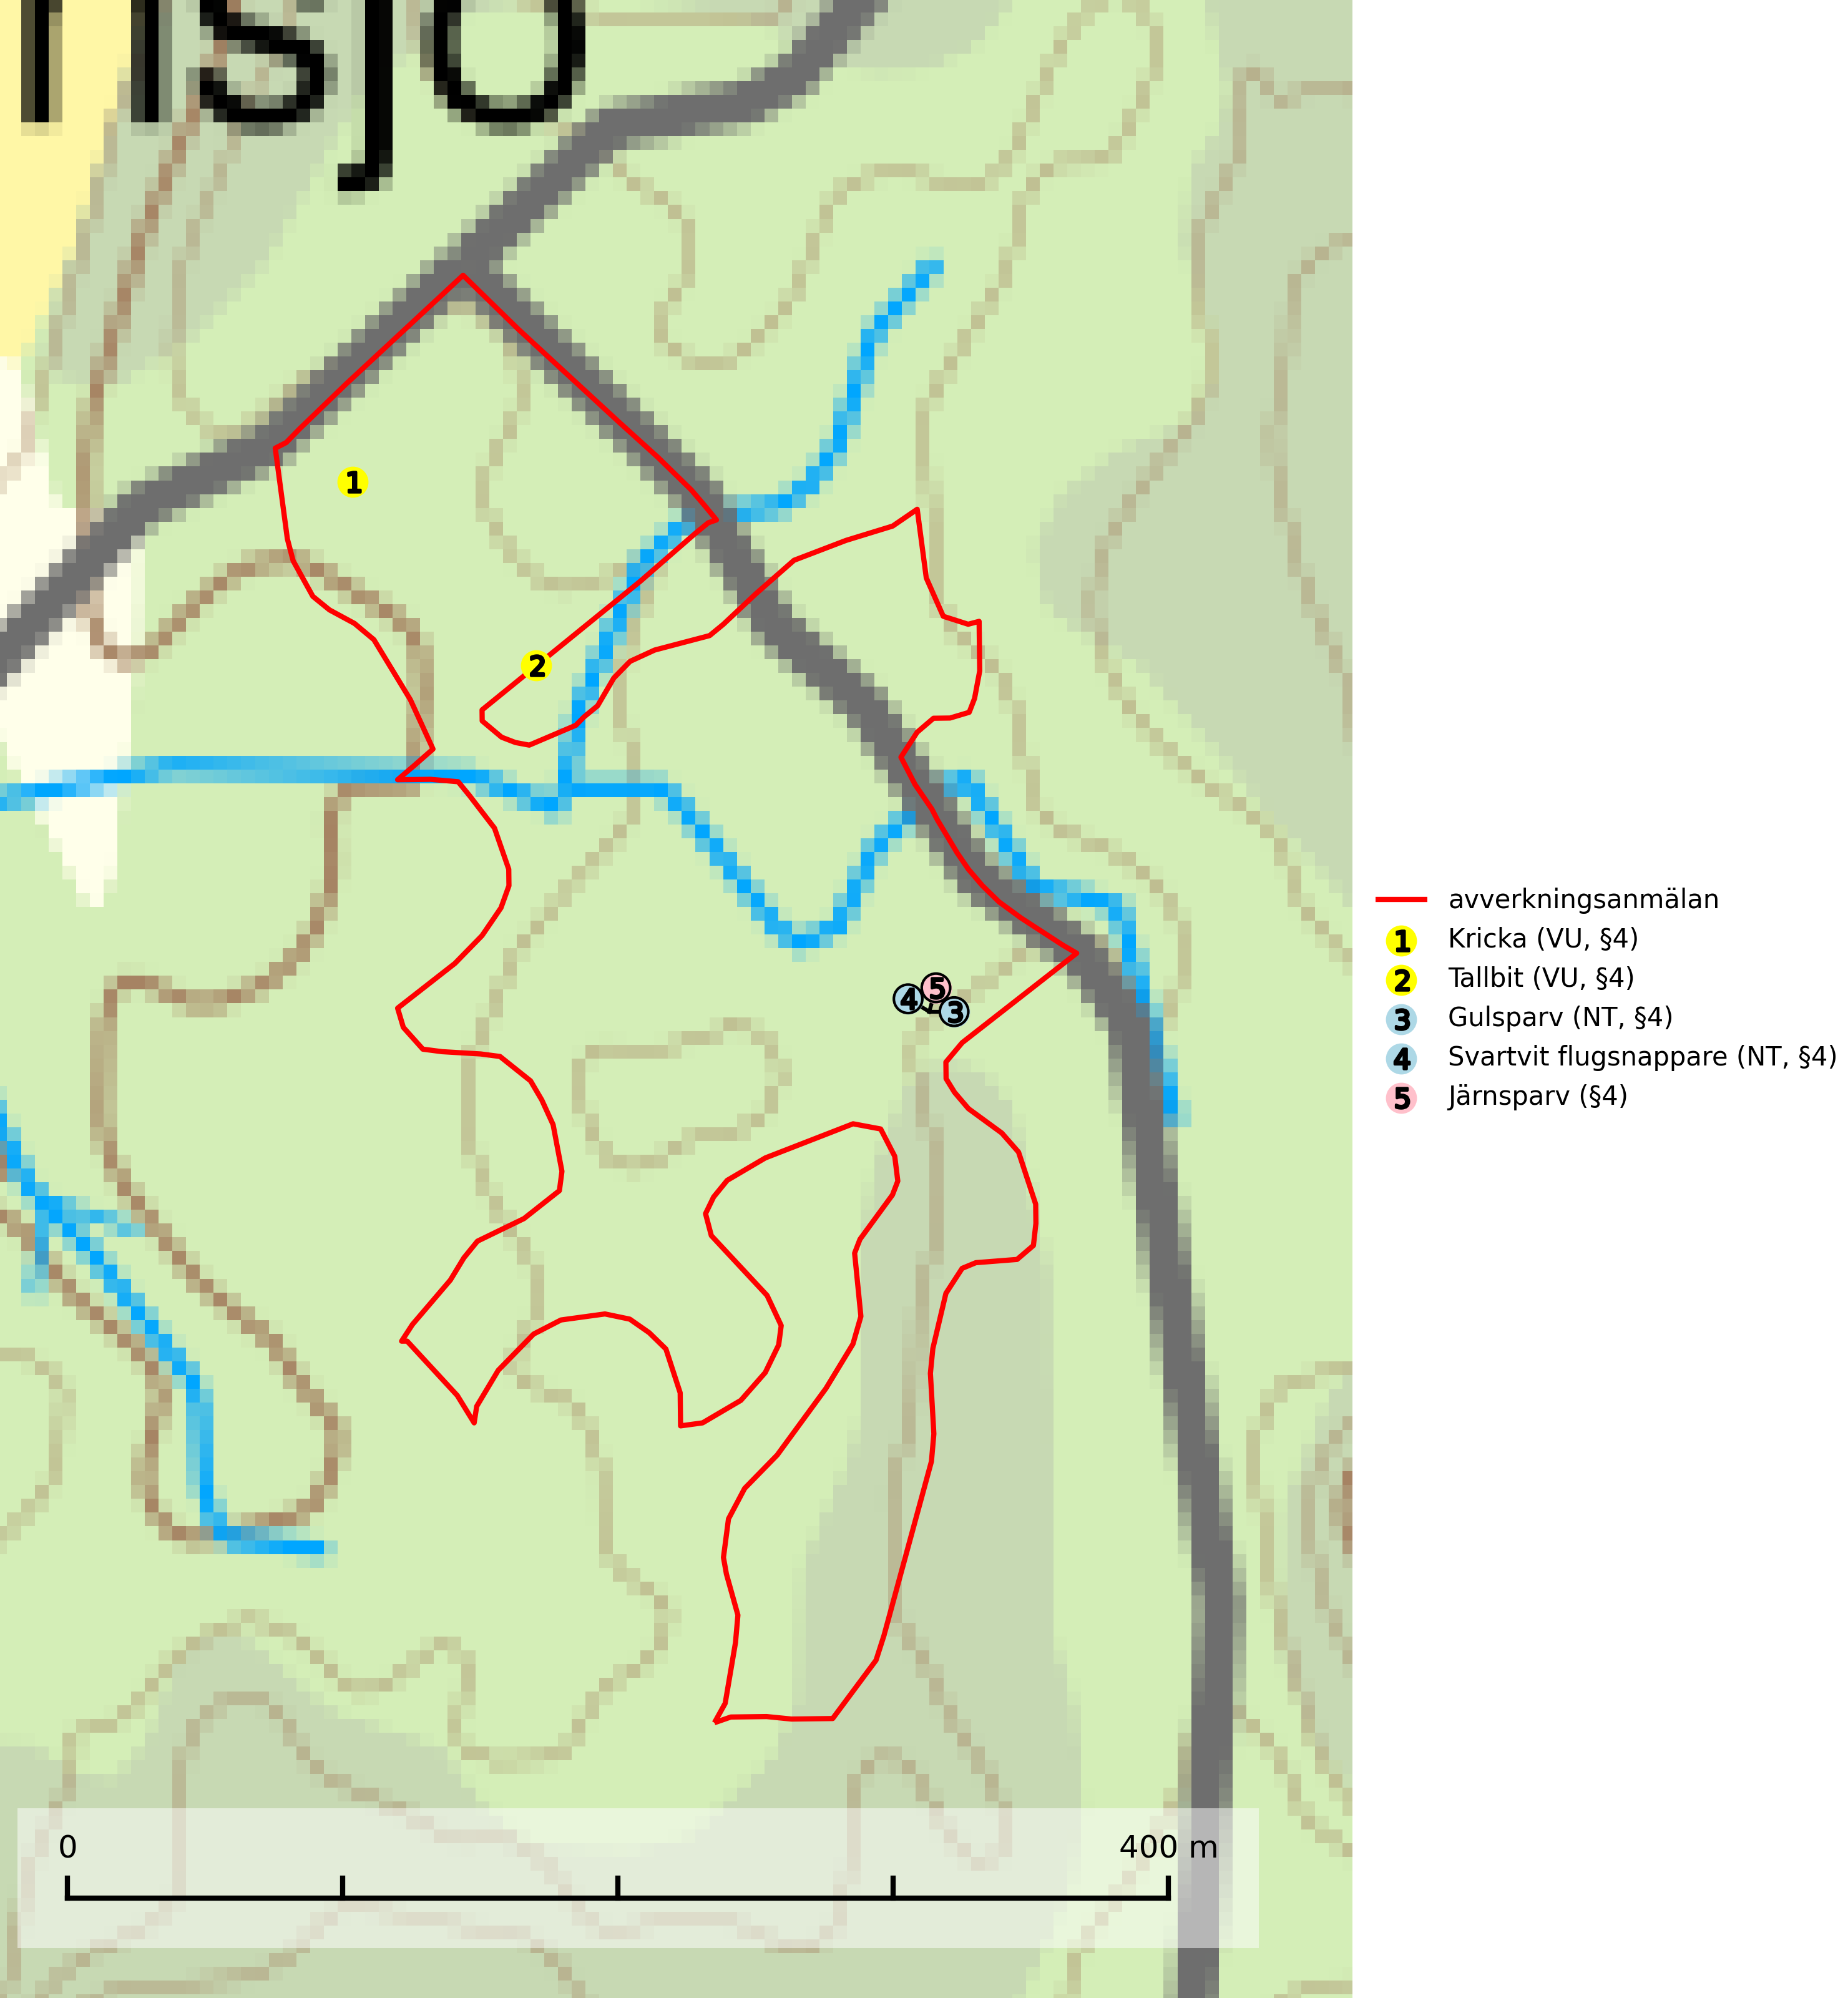 avverkningsanmälan
1 Kricka (VU, §4)
2 Tallbit (VU, §4)
3 Gulsparv (NT, §4)
4 Svartvit flugsnappare (NT, §4)
5 Järnsparv (§4)
1
2
5
4
3
0
400 m